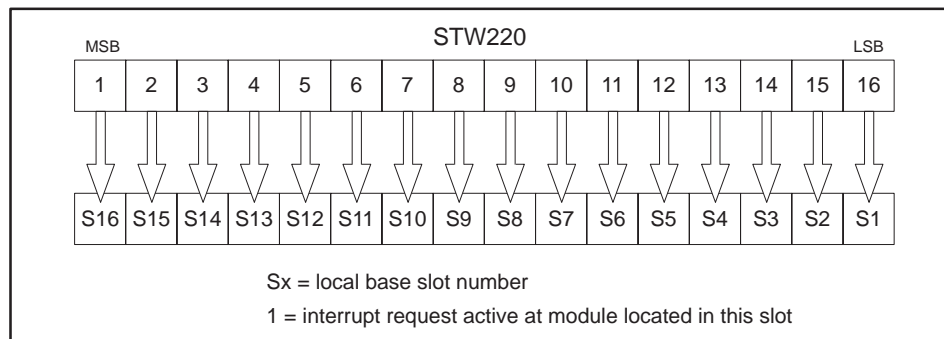 STW220
MSB LSB
1 2 3 4 5 6 7 8 9 10 11 12 13 14 15 16
S16 S15 S14 S13 S12 S11 S10 S9 S8 S7 S6 S5 S4 S3 S2 S1
Sx = local base slot number
1 = interrupt request active at module located in this slot